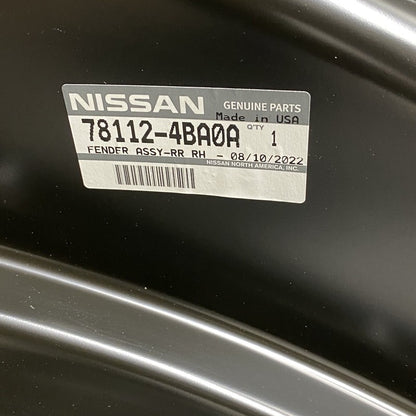 NISSAN GENUINE PARTS
Made in USA
78112-4BA0A Q'TY 1
FENDER ASSY-RR RH - 08/10/2022
NISSAN NORTH AMERICA, INC.